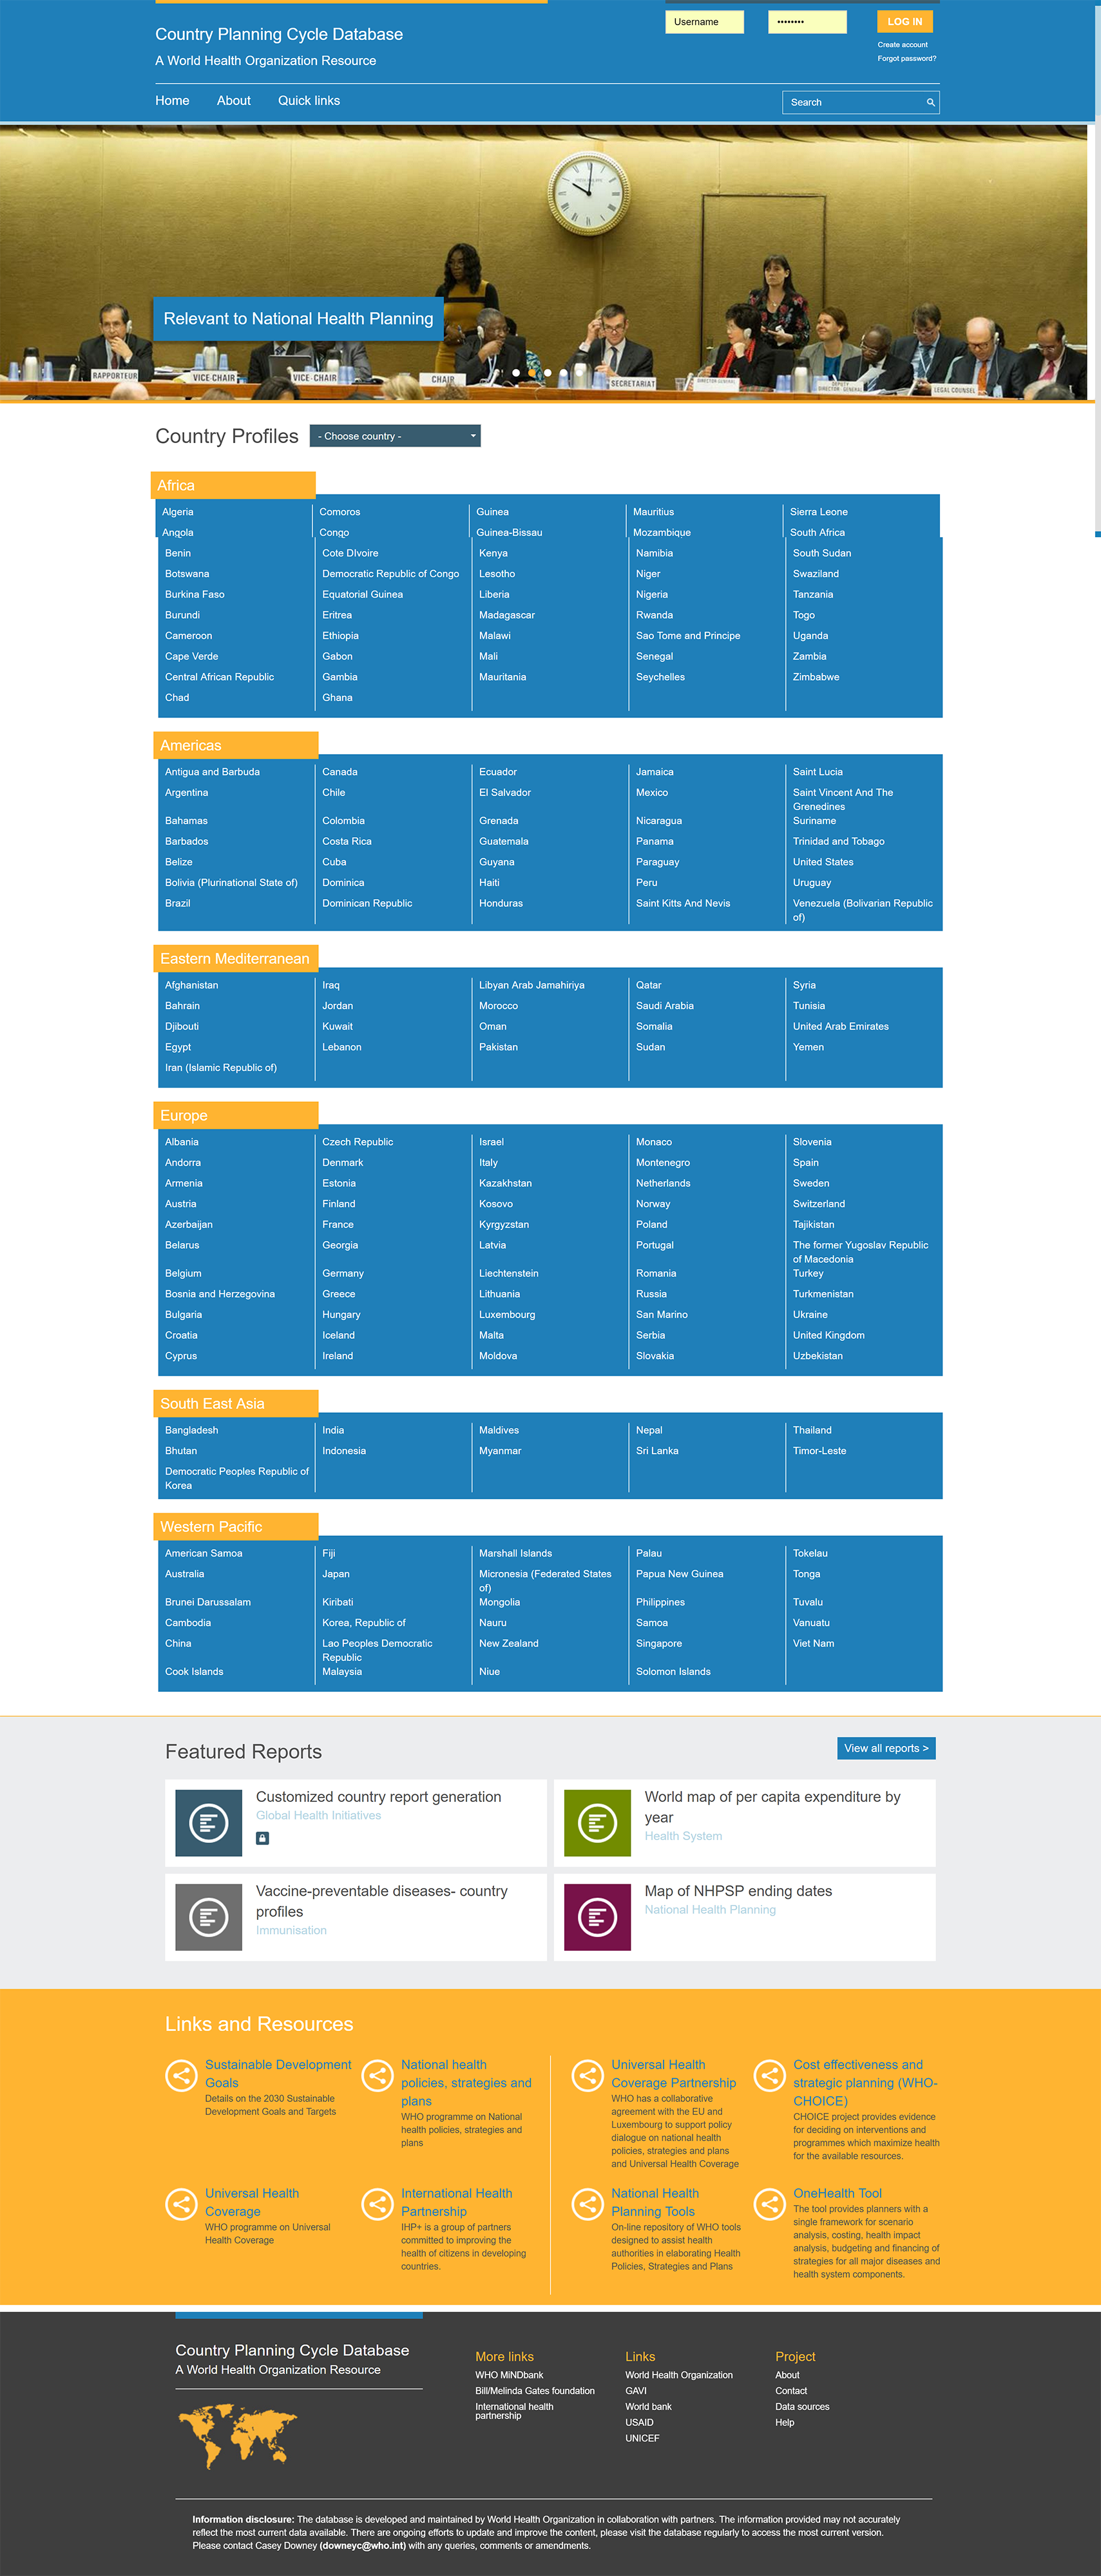 Country Planning Cycle Database
A World Health Organization Resource
Username
LOG IN
Create account
Forgot password?
Home About Quick links
Search
Relevant to National Health Planning
RAPPORTEUR
VICE-CHAIR
VICE-CHAIR
CHAIR
SECRETARIAT
DIRECTOR-GENERAL
DEPUTY
DIRECTOR-GENERAL
LEGAL COUNSEL
Country Profiles
- Choose country -
Africa
Algeria Comoros Guinea Mauritius Sierra Leone
Angola Congo Guinea-Bissau Mozambique South Africa
Benin Cote DIvoire Kenya Namibia South Sudan
Botswana Democratic Republic of Congo Lesotho Niger Swaziland
Burkina Faso Equatorial Guinea Liberia Nigeria Tanzania
Burundi Eritrea Madagascar Rwanda Togo
Cameroon Ethiopia Malawi Sao Tome and Principe Uganda
Cape Verde Gabon Mali Senegal Zambia
Central African Republic Gambia Mauritania Seychelles Zimbabwe
Chad Ghana
Americas
Antigua and Barbuda Canada Ecuador Jamaica Saint Lucia
Argentina Chile El Salvador Mexico Saint Vincent And The
Grenedines
Bahamas Colombia Grenada Nicaragua Suriname
Barbados Costa Rica Guatemala Panama Trinidad and Tobago
Belize Cuba Guyana Paraguay United States
Bolivia (Plurinational State of) Dominica Haiti Peru Uruguay
Brazil Dominican Republic Honduras Saint Kitts And Nevis Venezuela (Bolivarian Republic
of)
Eastern Mediterranean
Afghanistan Iraq Libyan Arab Jamahiriya Qatar Syria
Bahrain Jordan Morocco Saudi Arabia Tunisia
Djibouti Kuwait Oman Somalia United Arab Emirates
Egypt Lebanon Pakistan Sudan Yemen
Iran (Islamic Republic of)
Europe
Albania Czech Republic Israel Monaco Slovenia
Andorra Denmark Italy Montenegro Spain
Armenia Estonia Kazakhstan Netherlands Sweden
Austria Finland Kosovo Norway Switzerland
Azerbaijan France Kyrgyzstan Poland Tajikistan
Belarus Georgia Latvia Portugal The former Yugoslav Republic
of Macedonia
Belgium Germany Liechtenstein Romania Turkey
Bosnia and Herzegovina Greece Lithuania Russia Turkmenistan
Bulgaria Hungary Luxembourg San Marino Ukraine
Croatia Iceland Malta Serbia United Kingdom
Cyprus Ireland Moldova Slovakia Uzbekistan
South East Asia
Bangladesh India Maldives Nepal Thailand
Bhutan Indonesia Myanmar Sri Lanka Timor-Leste
Democratic Peoples Republic of
Korea
Western Pacific
American Samoa Fiji Marshall Islands Palau Tokelau
Australia Japan Micronesia (Federated States Papua New Guinea Tonga
of)
Brunei Darussalam Kiribati Mongolia Philippines Tuvalu
Cambodia Korea, Republic of Nauru Samoa Vanuatu
China Lao Peoples Democratic New Zealand Singapore Viet Nam
Republic
Cook Islands Malaysia Niue Solomon Islands
Featured Reports
View all reports >
Customized country report generation
Global Health Initiatives
World map of per capita expenditure by
year
Health System
Vaccine-preventable diseases- country
profiles
Immunisation
Map of NHPSP ending dates
National Health Planning
Links and Resources
Sustainable Development
Goals
Details on the 2030 Sustainable
Development Goals and Targets
National health
policies, strategies and
plans
WHO programme on National
health policies, strategies and
plans
Universal Health
Coverage Partnership
WHO has a collaborative
agreement with the EU and
Luxembourg to support policy
dialogue on national health
policies, strategies and plans
and Universal Health Coverage
Cost effectiveness and
strategic planning (WHO-
CHOICE)
CHOICE project provides evidence
for deciding on interventions and
programmes which maximize health
for the available resources.
Universal Health
Coverage
WHO programme on Universal
Health Coverage
International Health
Partnership
IHP+ is a group of partners
committed to improving the
health of citizens in developing
countries.
National Health
Planning Tools
On-line repository of WHO tools
designed to assist health
authorities in elaborating Health
Policies, Strategies and Plans
OneHealth Tool
The tool provides planners with a
single framework for scenario
analysis, costing, health impact
analysis, budgeting and financing of
strategies for all major diseases and
health system components.
Country Planning Cycle Database
A World Health Organization Resource
More links
WHO MiNDbank
Bill/Melinda Gates foundation
International health
partnership
Links
World Health Organization
GAVI
World bank
USAID
UNICEF
Project
About
Contact
Data sources
Help
Information disclosure: The database is developed and maintained by World Health Organization in collaboration with partners. The information provided may not accurately
reflect the most current data available. There are ongoing efforts to update and improve the content, please visit the database regularly to access the most current version.
Please contact Casey Downey (downeyc@who.int) with any queries, comments or amendments.